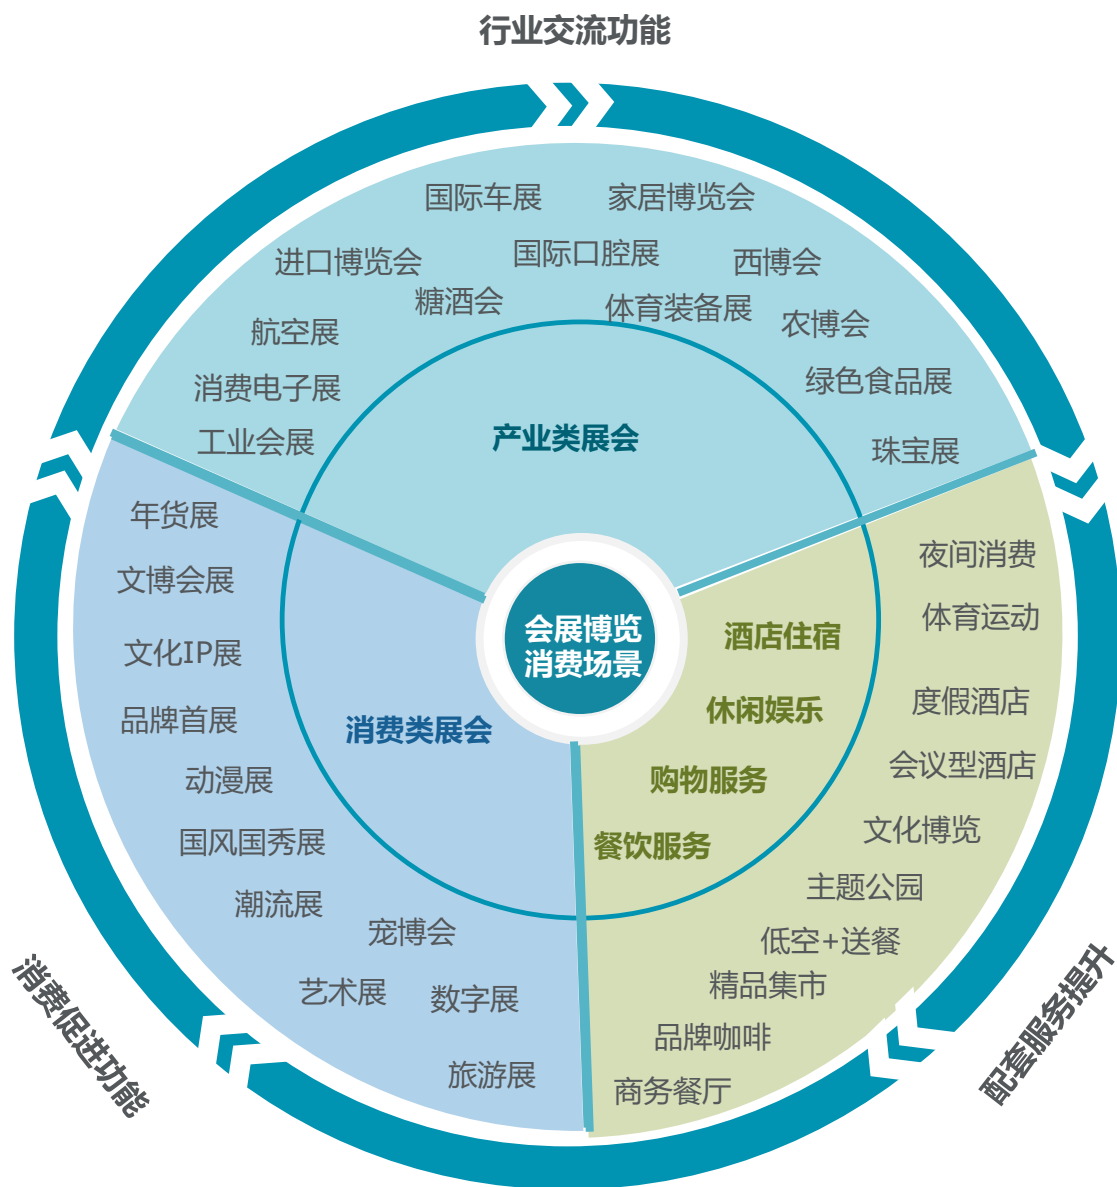 行业交流功能
国际车展
家居博览会
进口博览会
国际口腔展
西博会
糖酒会
体育装备展
农博会
航空展
消费电子展
绿色食品展
工业会展
产业类展会
珠宝展
年货展
文博会展
文化IP展
品牌首展
动漫展
国风国秀展
潮流展
宠博会
艺术展
数字展
旅游展
消费类展会
会展博览
消费场景
酒店住宿
休闲娱乐
购物服务
餐饮服务
夜间消费
体育运动
度假酒店
会议型酒店
文化博览
主题公园
低空+送餐
精品集市
品牌咖啡
商务餐厅
消费促进功能
配套服务提升